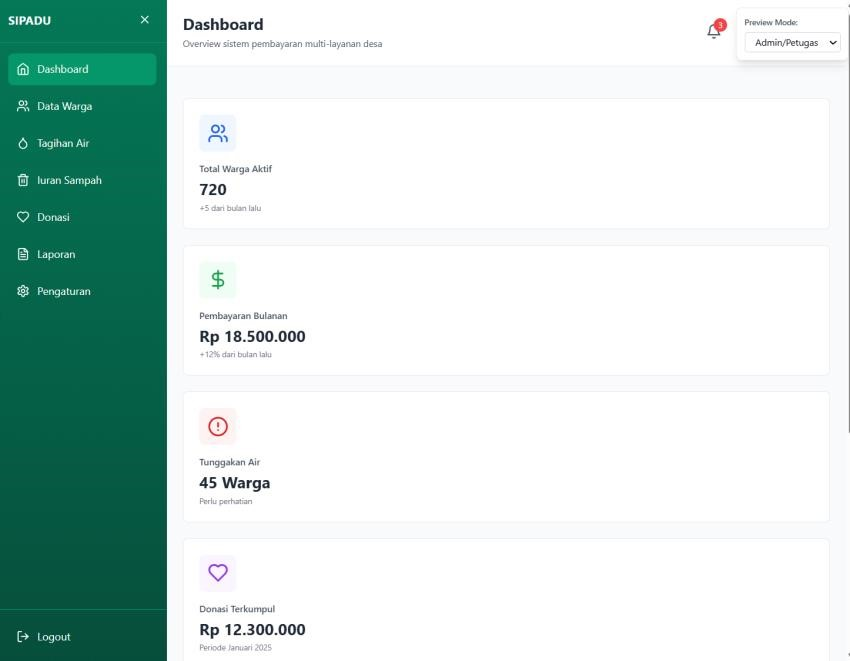 SIPADU
Dashboard
Data Warga
Tagihan Air
Iuran Sampah
Donasi
Laporan
Pengaturan
Logout
Dashboard
Overview sistem pembayaran multi-layanan desa
3
Preview Mode:
Admin/Petugas
Total Warga Aktif
720
+5 dari bulan lalu
Pembayaran Bulanan
Rp 18.500.000
+12% dari bulan lalu
Tunggakan Air
45 Warga
Perlu perhatian
Donasi Terkumpul
Rp 12.300.000
Periode Januari 2025